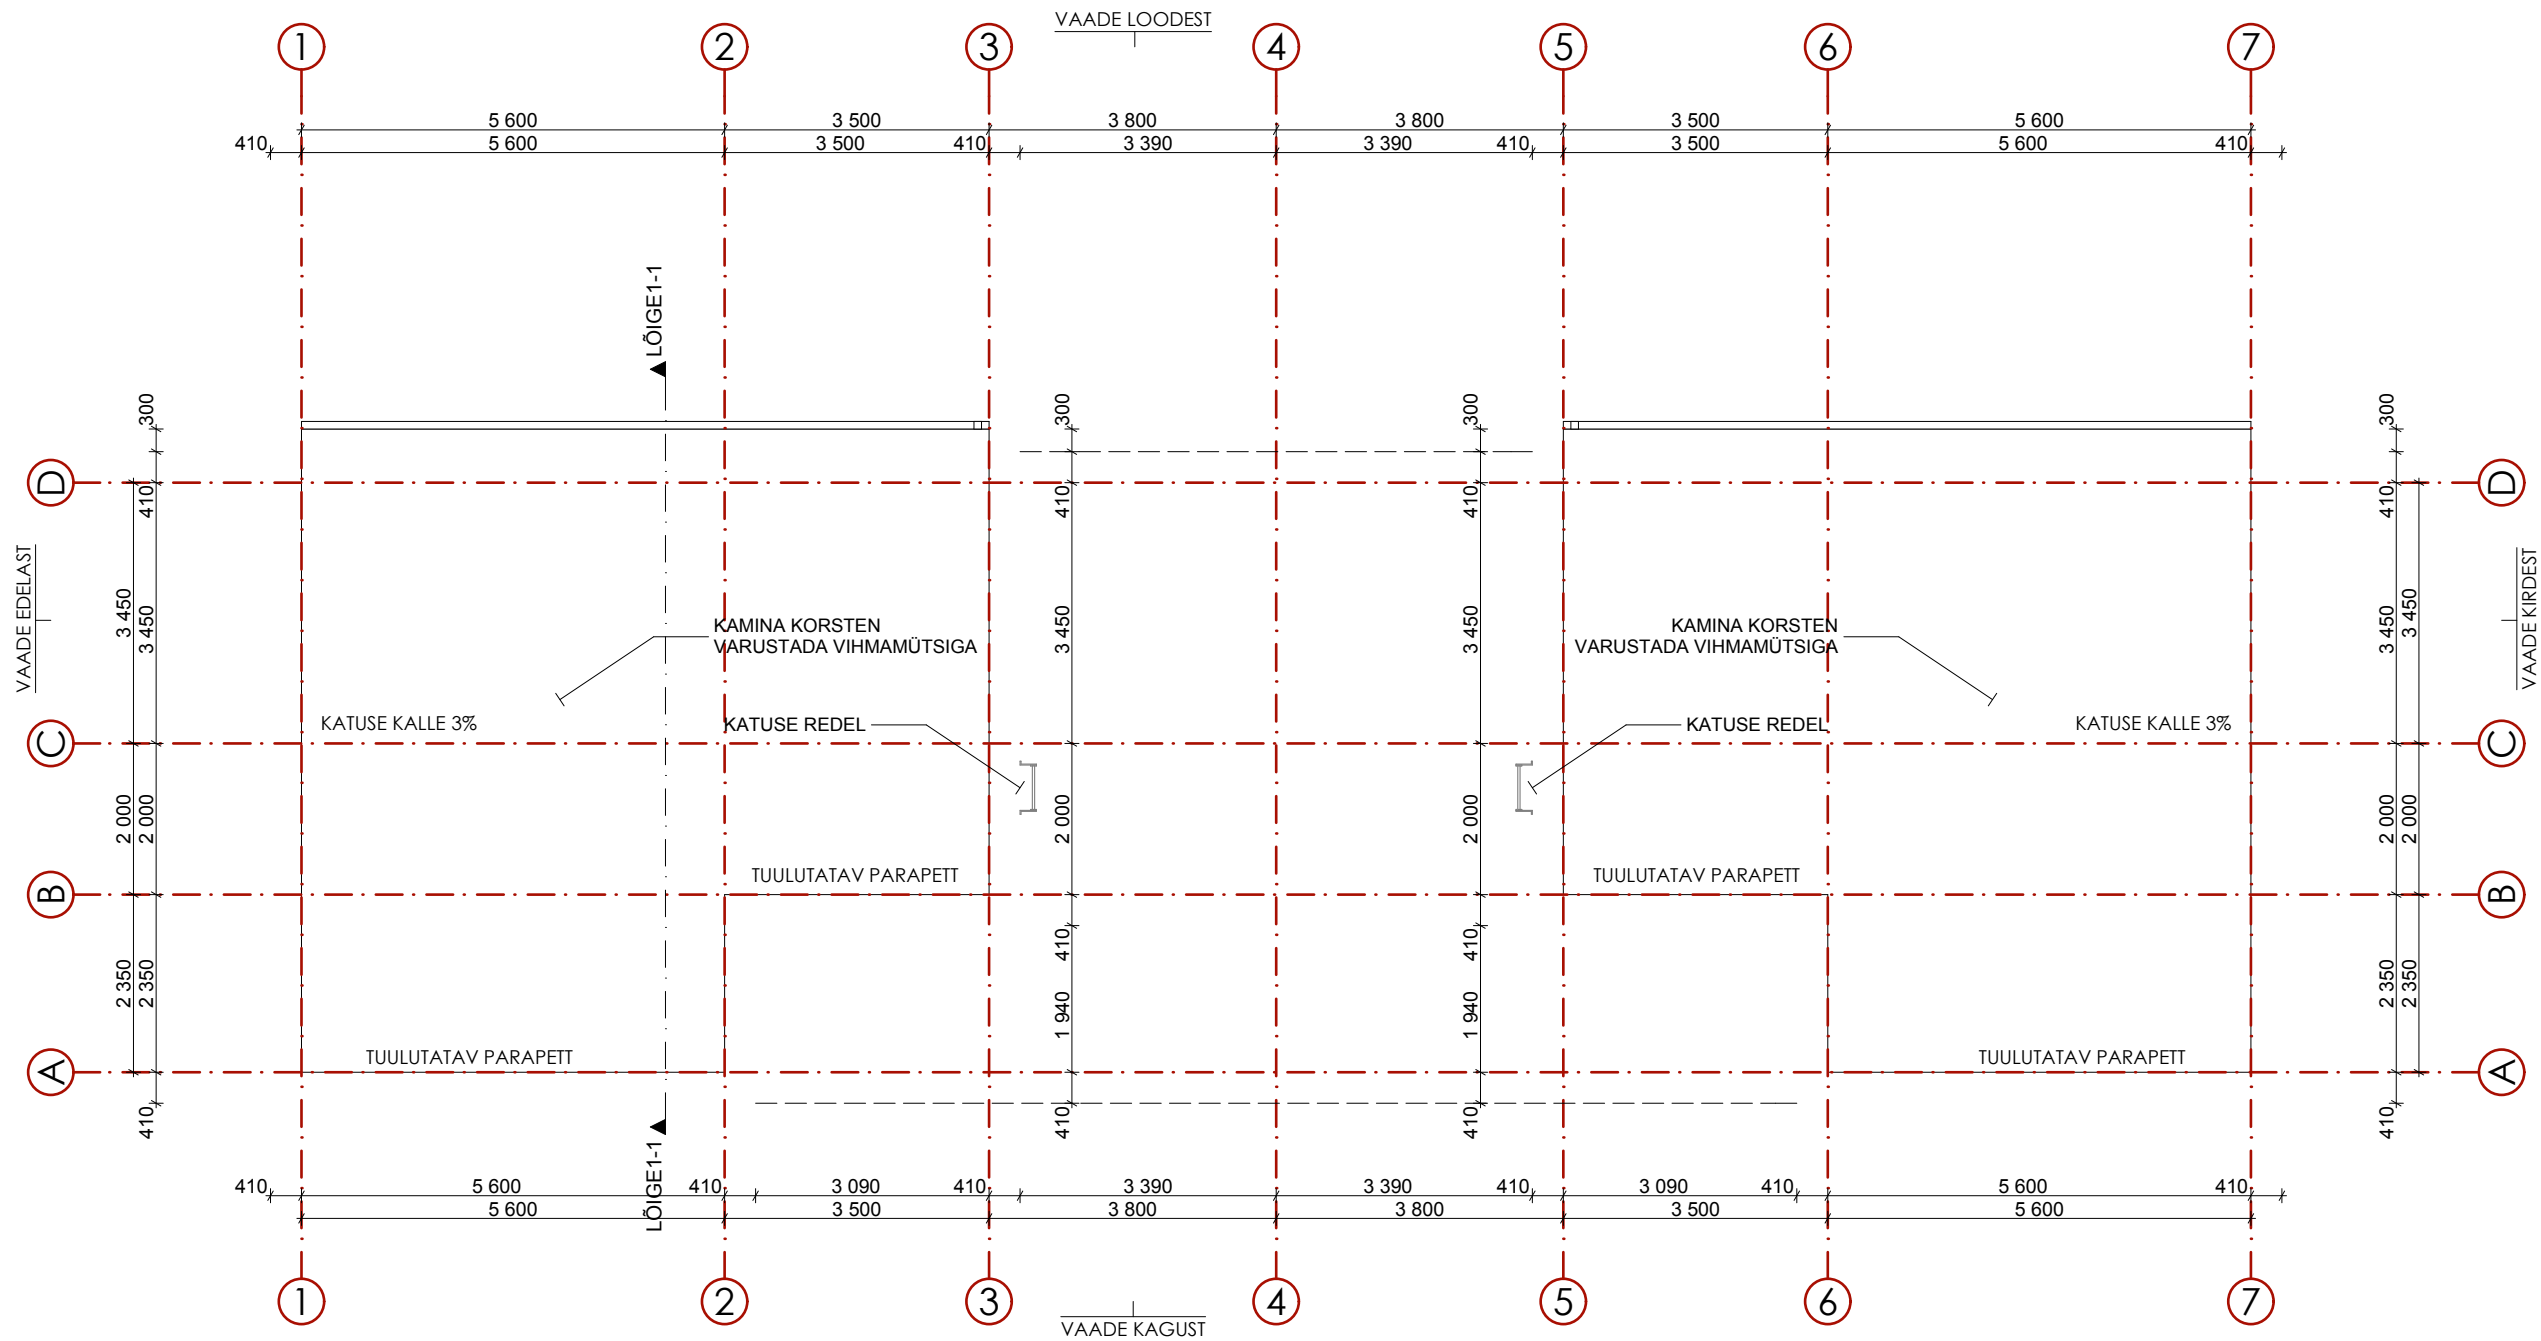 VAADE LOODEST
1 2 3 4 5 6 7
5 600 3 500 3 800 3 800 3 500 5 600
410 5 600 3 500 410 3 390 3 390 410 3 500 5 600 410
LÕIGE1-1
300 300 300 300
D D
410 410 410 410
VAADE EDELAST
VAADE KIRDEST
3 450 3 450 3 450 3 450 3 450 3 450
KAMINA KORSTEN
VARUSTADA VIHMAMÜTSIGA
KAMINA KORSTEN
VARUSTADA VIHMAMÜTSIGA
KATUSE KALLE 3% KATUSE REDEL KATUSE REDEL KATUSE KALLE 3%
C C
2 000 2 000 2 000 2 000 2 000 2 000
TUULUTATAV PARAPETT TUULUTATAV PARAPETT
B B
410 410
2 350 2 350 1 940 1 940 2 350 2 350
TUULUTATAV PARAPETT TUULUTATAV PARAPETT
A A
410 410 410 410
LÕIGE1-1
410 5 600 410 3 090 410 3 390 3 390 410 3 090 410 5 600 410
5 600 3 500 3 800 3 800 3 500 5 600
1 2 3 4 5 6 7
VAADE KAGUST